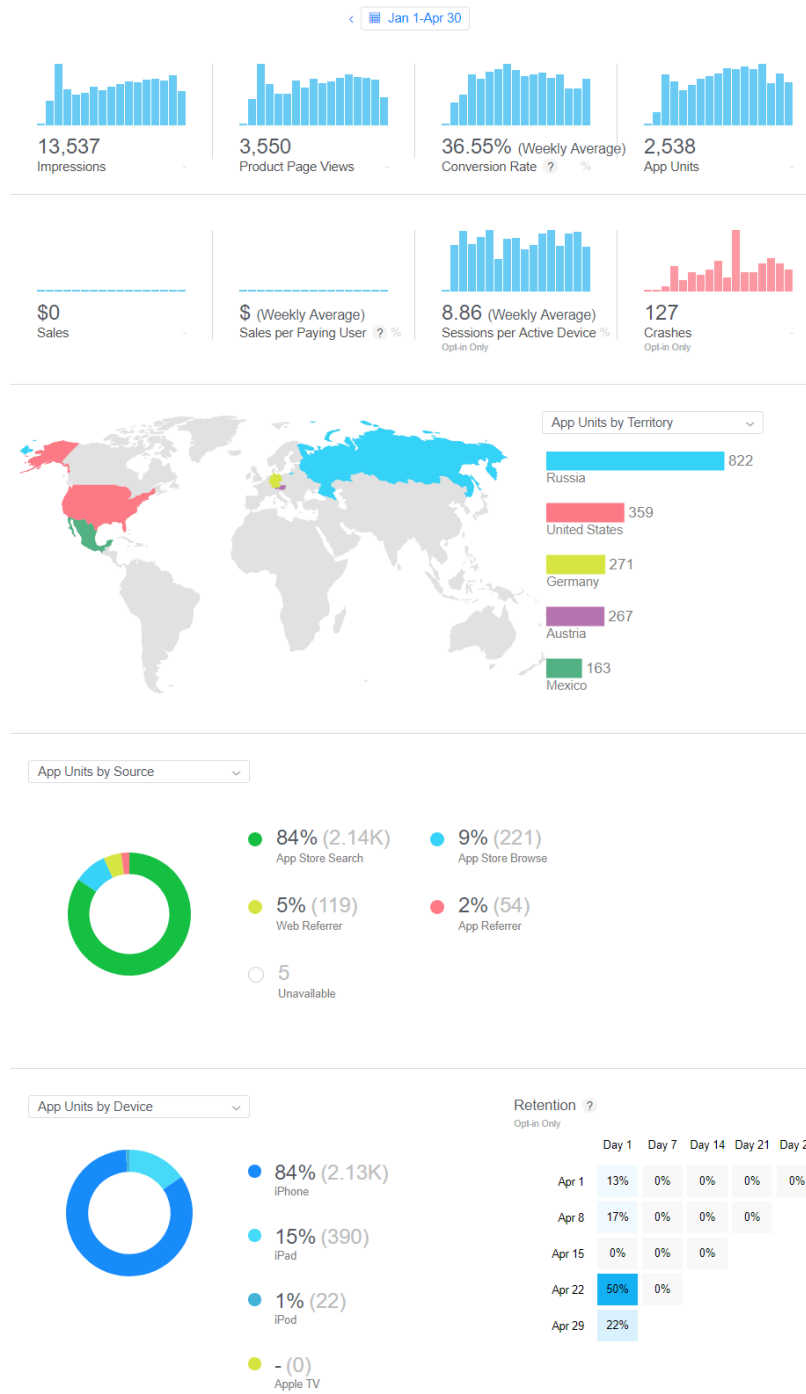 ‹ Jan 1-Apr 30
13,537
Impressions -
3,550
Product Page Views -
36.55% (Weekly Average)
Conversion Rate ? %
2,538
App Units -
$0
Sales -
$ (Weekly Average)
Sales per Paying User ? %
8.86 (Weekly Average)
Sessions per Active Device %
Opt-in Only
127
Crashes -
Opt-in Only
App Units by Territory
822
Russia
359
United States
271
Germany
267
Austria
163
Mexico
App Units by Source
84% (2.14K)
App Store Search
9% (221)
App Store Browse
5% (119)
Web Referrer
2% (54)
App Referrer
5
Unavailable
App Units by Device
84% (2.13K)
iPhone
15% (390)
iPad
1% (22)
iPod
- (0)
Apple TV
Retention ?
Opt-in Only
Day 1 Day 7 Day 14 Day 21 Day 2
Apr 1 13% 0% 0% 0% 0%
Apr 8 17% 0% 0% 0%
Apr 15 0% 0% 0%
Apr 22 50% 0%
Apr 29 22%